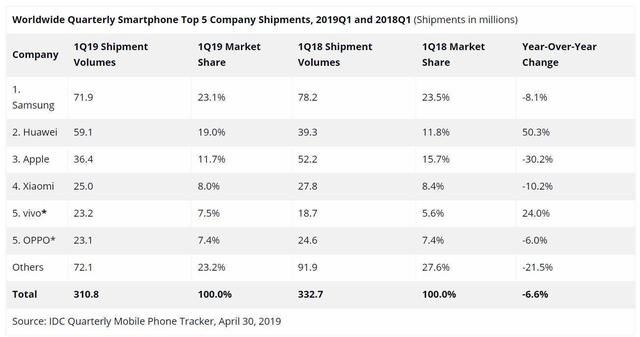 Worldwide Quarterly Smartphone Top 5 Company Shipments, 2019Q1 and 2018Q1 (Shipments in millions)
Company 1Q19 Shipment Volumes 1Q19 Market Share 1Q18 Shipment Volumes 1Q18 Market Share Year-Over-Year Change
1. Samsung 71.9 23.1% 78.2 23.5% -8.1%
2. Huawei 59.1 19.0% 39.3 11.8% 50.3%
3. Apple 36.4 11.7% 52.2 15.7% -30.2%
4. Xiaomi 25.0 8.0% 27.8 8.4% -10.2%
5. vivo* 23.2 7.5% 18.7 5.6% 24.0%
5. OPPO* 23.1 7.4% 24.6 7.4% -6.0%
Others 72.1 23.2% 91.9 27.6% -21.5%
Total 310.8 100.0% 332.7 100.0% -6.6%
Source: IDC Quarterly Mobile Phone Tracker, April 30, 2019